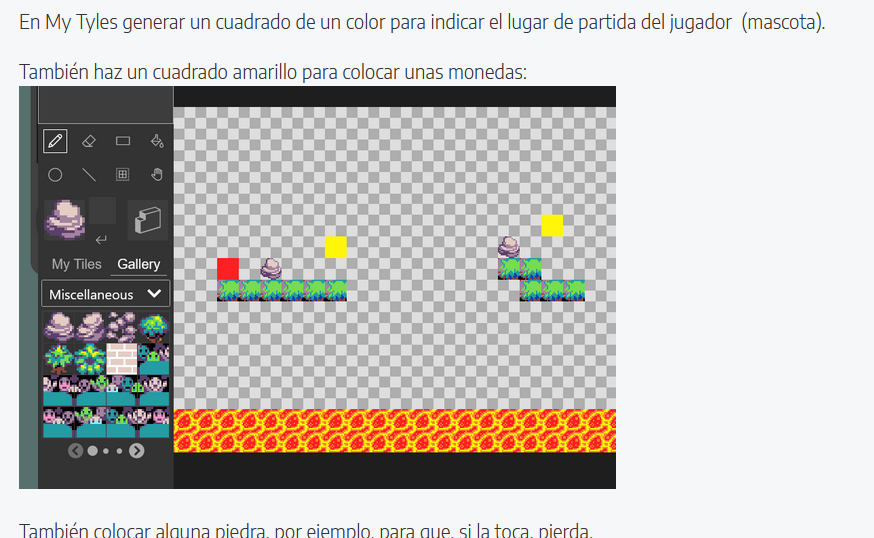 En My Tyles generar un cuadrado de un color para indicar el lugar de partida del jugador (mascota).
También haz un cuadrado amarillo para colocar unas monedas:
My Tiles Gallery
Miscellaneous
También colocar alguna piedra, por ejemplo, para que, si la toca, pierda.